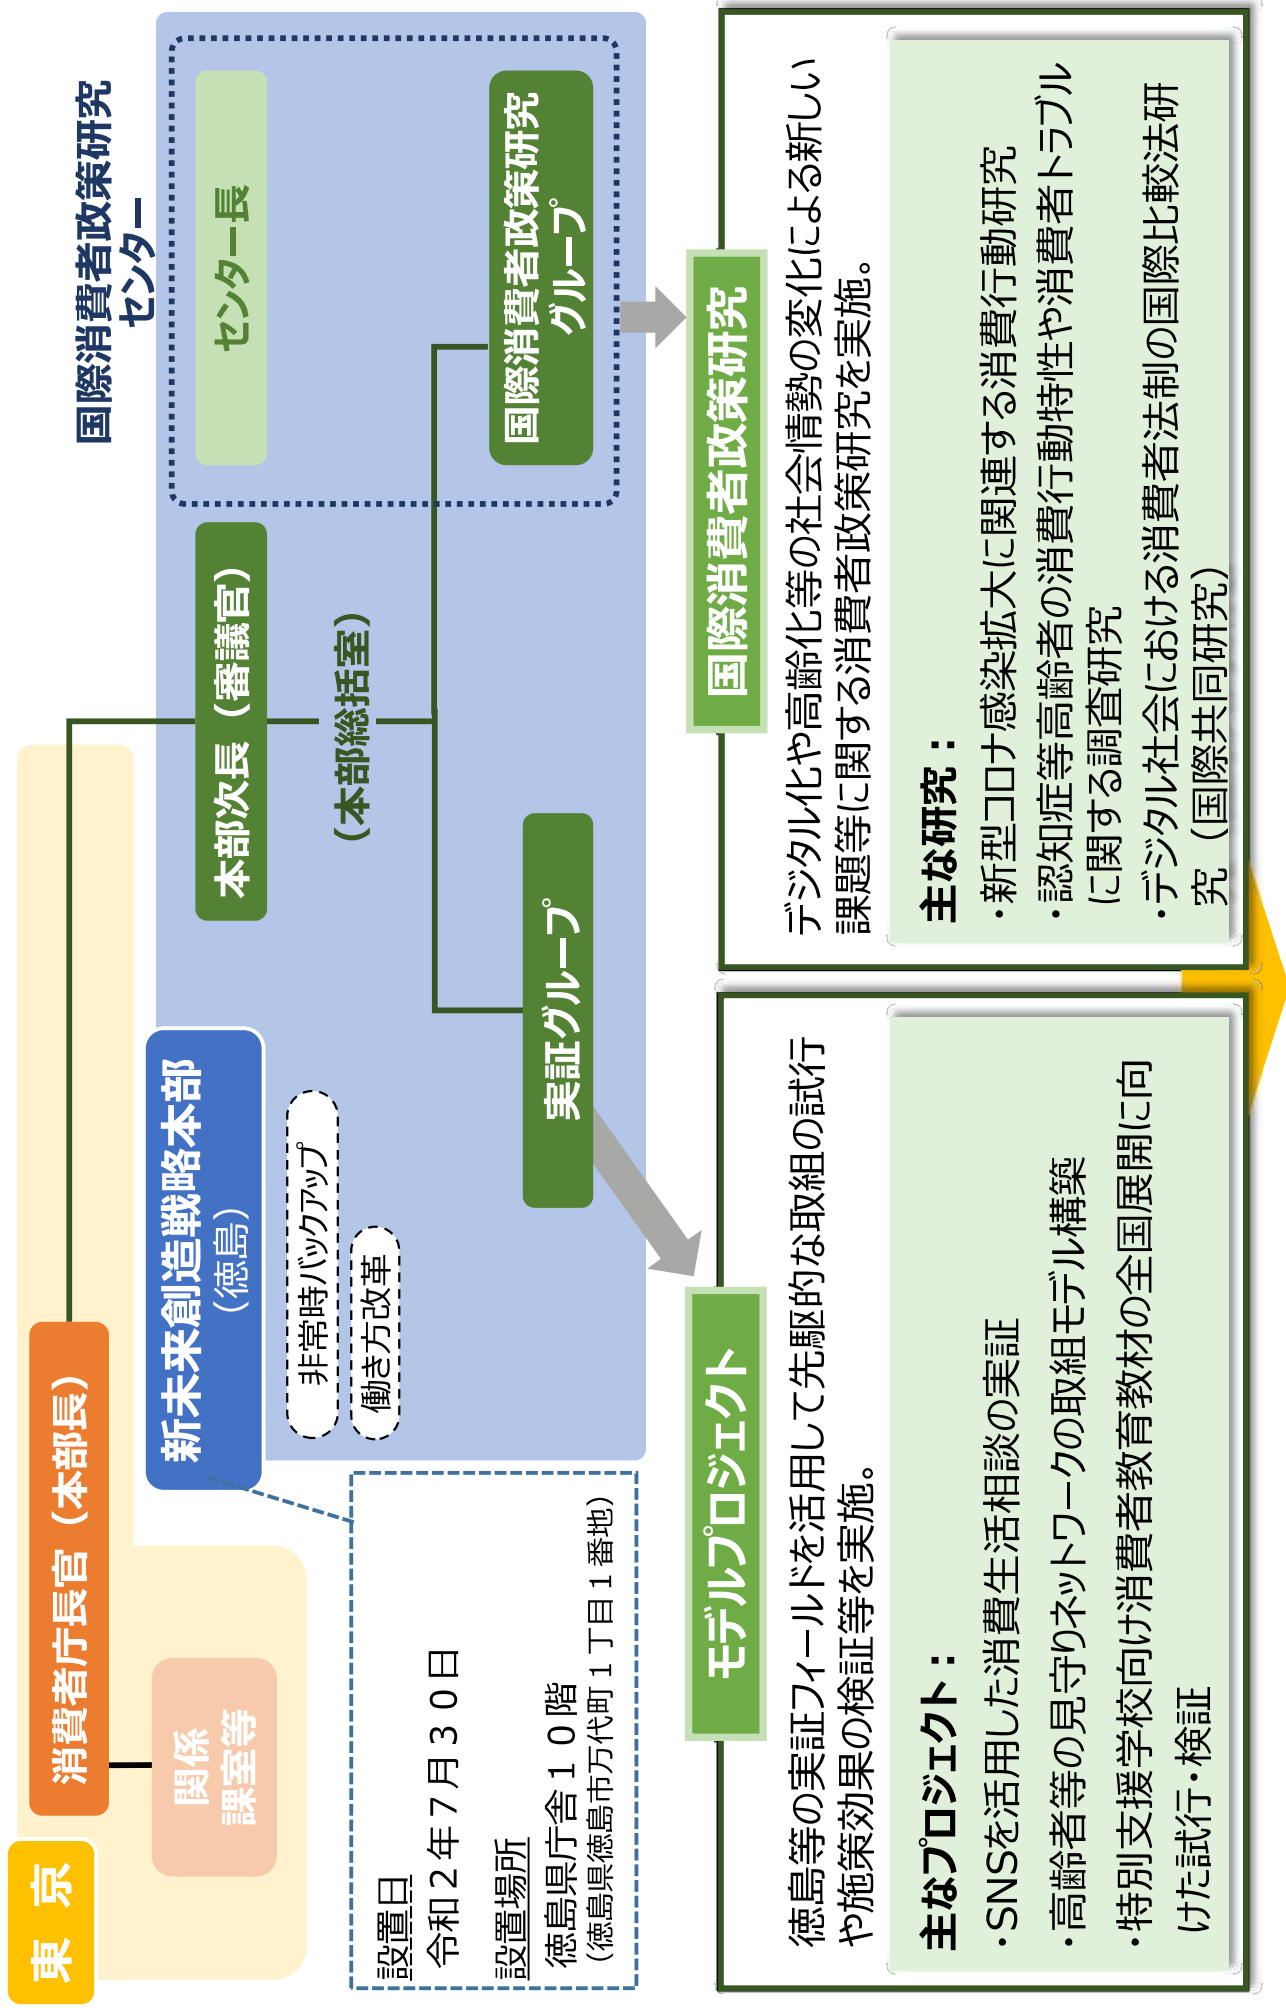 東　京
消費者庁長官（本部長）
関係
課室等
新未来創造戦略本部
（徳島）
非常時バックアップ
働き方改革
設置日
令和２年７月３０日
設置場所
徳島県庁舎１０階
（徳島県徳島市万代町１丁目１番地）
本部次長（審議官）
（本部総括室）
実証グループ
国際消費者政策研究
センター
センター長
国際消費者政策研究
グループ
モデルプロジェクト
徳島等の実証フィールドを活用して先駆的な取組の試行
や施策効果の検証等を実施。
主なプロジェクト：
・SNSを活用した消費生活相談の実証
・高齢者等の見守りネットワークの取組モデル構築
・特別支援学校向け消費者教育教材の全国展開に向
けた試行・検証
国際消費者政策研究
デジタル化や高齢化等の社会情勢の変化による新しい
課題等に関する消費者政策研究を実施。
主な研究：
・新型コロナ感染拡大に関連する消費行動研究
・認知症等高齢者の消費行動特性や消費者トラブル
に関する調査研究
・デジタル社会における消費者法制の国際比較法研
究（国際共同研究）